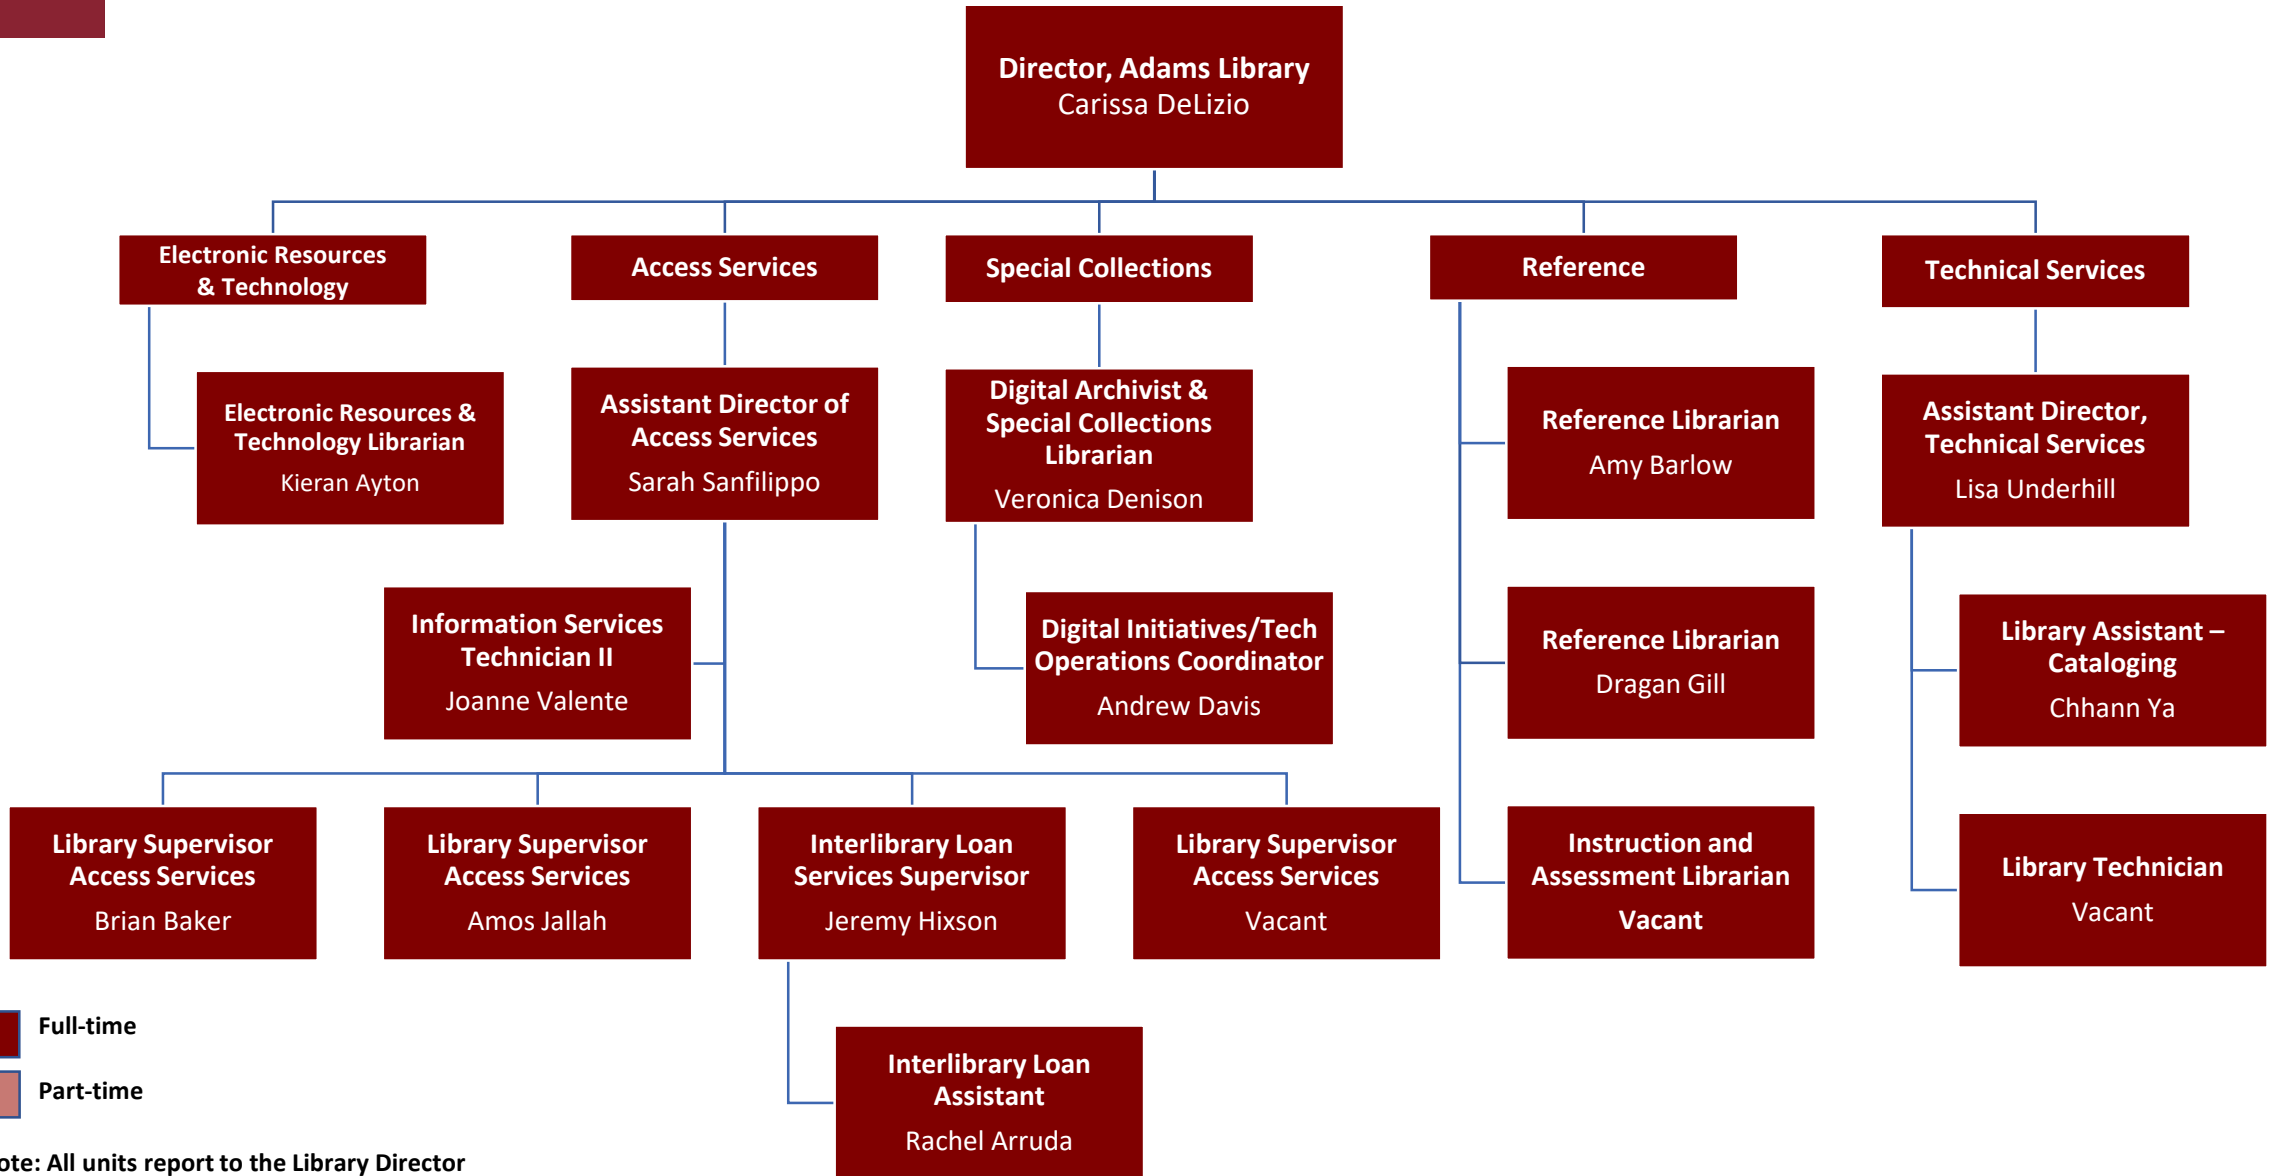 Director, Adams Library
Carissa DeLizio
Electronic Resources
& Technology
Access Services
Special Collections
Reference
Technical Services
Electronic Resources &
Technology Librarian
Kieran Ayton
Assistant Director of
Access Services
Sarah Sanfilippo
Digital Archivist &
Special Collections
Librarian
Veronica Denison
Reference Librarian
Amy Barlow
Assistant Director,
Technical Services
Lisa Underhill
Information Services
Technician II
Joanne Valente
Digital Initiatives/Tech
Operations Coordinator
Andrew Davis
Reference Librarian
Dragan Gill
Library Assistant –
Cataloging
Chhann Ya
Library Supervisor
Access Services
Brian Baker
Library Supervisor
Access Services
Amos Jallah
Interlibrary Loan
Services Supervisor
Jeremy Hixson
Library Supervisor
Access Services
Vacant
Instruction and
Assessment Librarian
Vacant
Library Technician
Vacant
Interlibrary Loan
Assistant
Rachel Arruda
Full-time
Part-time
ote: All units report to the Library Director